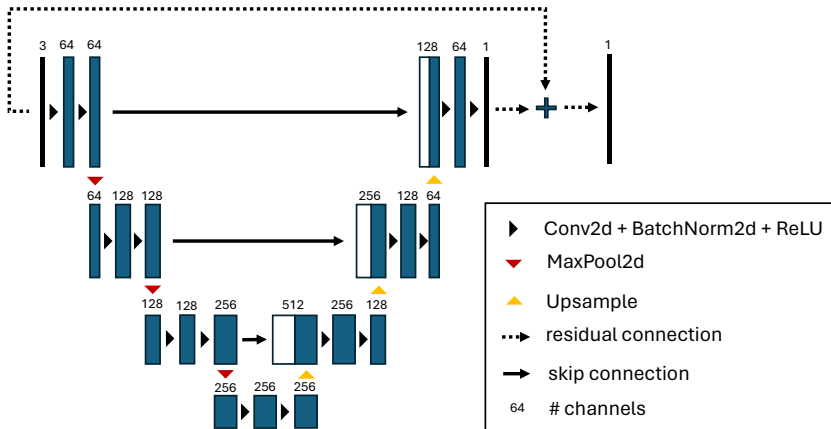 3 64 64 128 64 1 1
64 128 128 256 128 64
128 128 256 512 256 128
256 256 256
Conv2d + BatchNorm2d + ReLU
MaxPool2d
Upsample
residual connection
skip connection
64 # channels